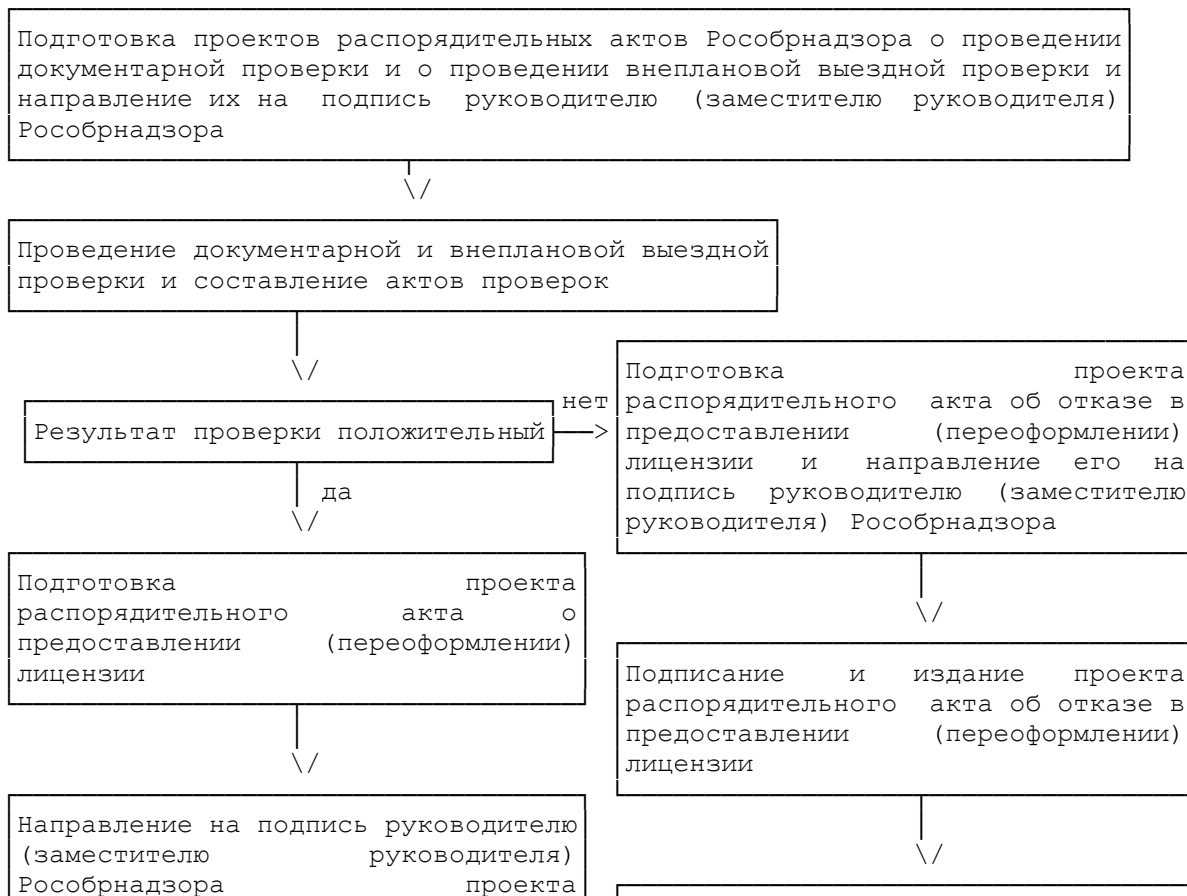 Подготовка проектов распорядительных актов Рособрнадзора о проведении
документарной проверки и о проведении внеплановой выездной проверки и
направление их на подпись руководителю (заместителю руководителя)
Рособрнадзора
\/
Проведение документарной и внеплановой выездной
проверки и составление актов проверок
\/
Результат проверки положительный
нет
>
да
\/
Подготовка проекта
распорядительного акта об отказе в
предоставлении (переоформлении)
лицензии и направление его на
подпись руководителю (заместителю
руководителя) Рособрнадзора
\/
Подготовка проекта
распорядительного акта о
предоставлении (переоформлении)
лицензии
\/
Подписание и издание проекта
распорядительного акта об отказе в
предоставлении (переоформлении)
лицензии
\/
Направление на подпись руководителю
(заместителю руководителя)
Рособрнадзора проекта